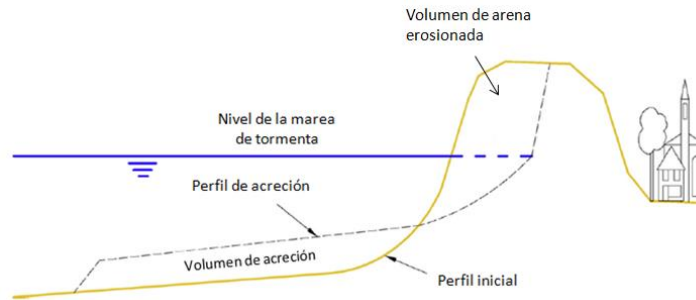 Volumen de arena
erosionada
Nivel de la marea
de tormenta
Perfil de acreción
Volumen de acreción
Perfil inicial